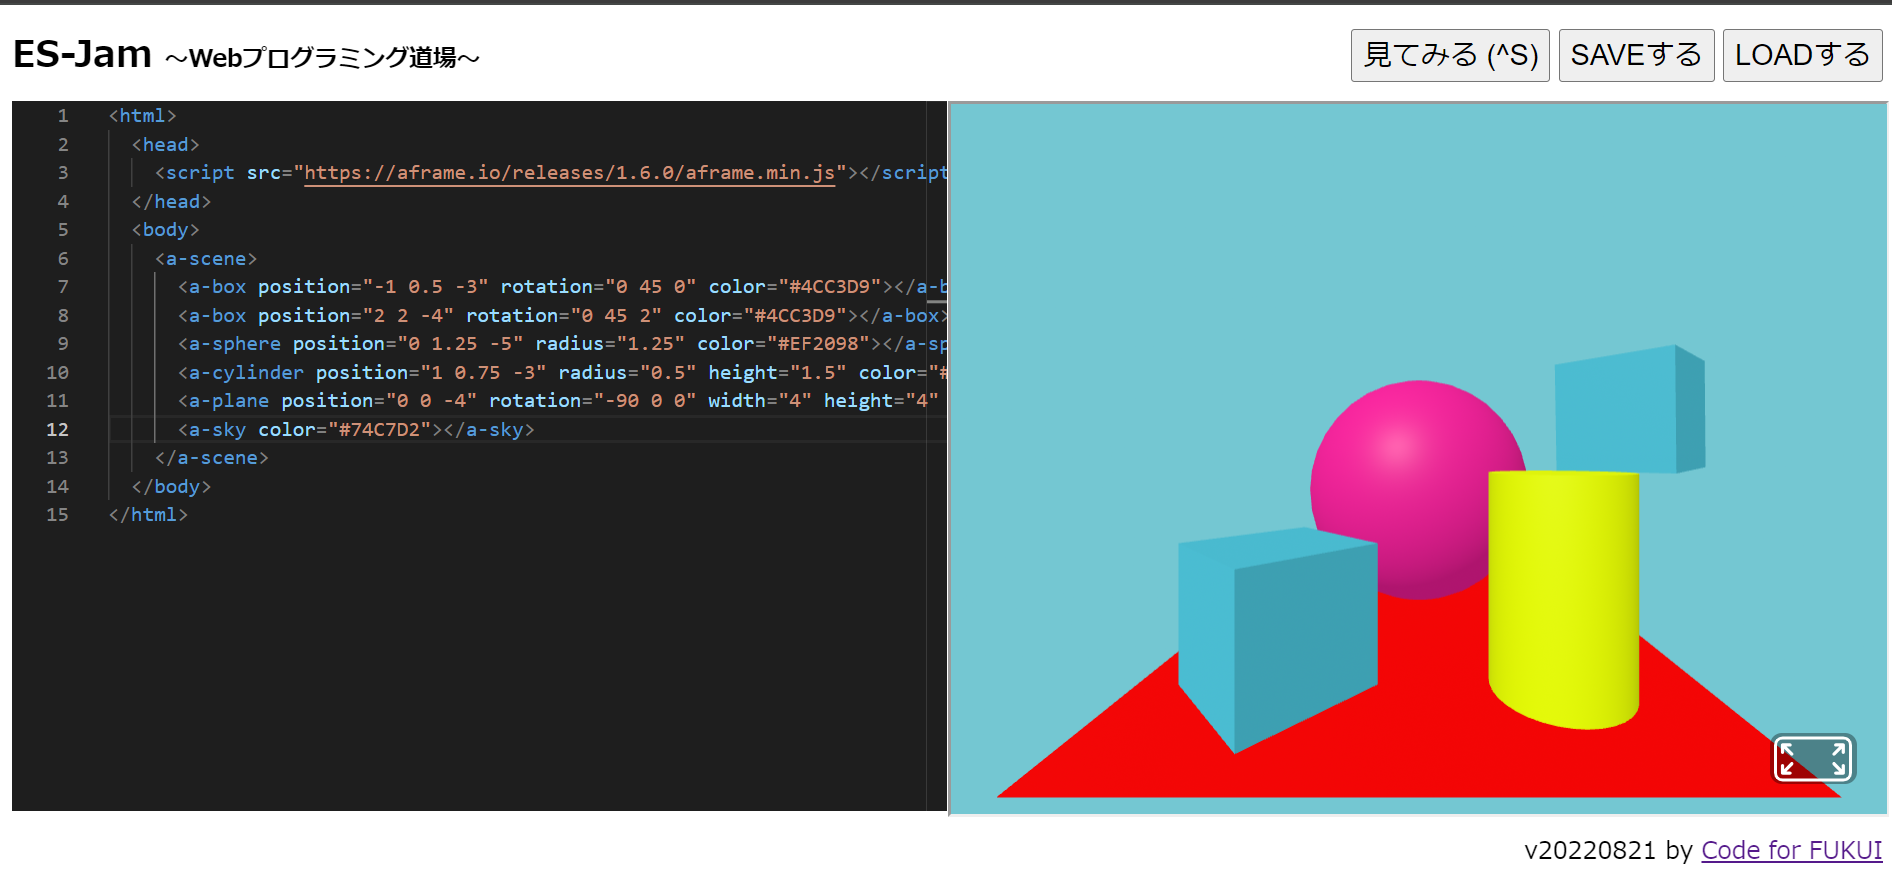 ES-Jam ～Webプログラミング道場～
見てみる (^S) SAVEする LOADする
1 <html>
2 <head>
3 <script src="https://aframe.io/releases/1.6.0/aframe.min.js"></script
4 </head>
5 <body>
6 <a-scene>
7 <a-box position="-1 0.5 -3" rotation="0 45 0" color="#4CC3D9"></a-b
8 <a-box position="2 2 -4" rotation="0 45 2" color="#4CC3D9"></a-box>
9 <a-sphere position="0 1.25 -5" radius="1.25" color="#EF2098"></a-sp
10 <a-cylinder position="1 0.75 -3" radius="0.5" height="1.5" color="#
11 <a-plane position="0 0 -4" rotation="-90 0 0" width="4" height="4"
12 <a-sky color="#74C7D2"></a-sky>
13 </a-scene>
14 </body>
15 </html>
v20220821 by Code for FUKUI